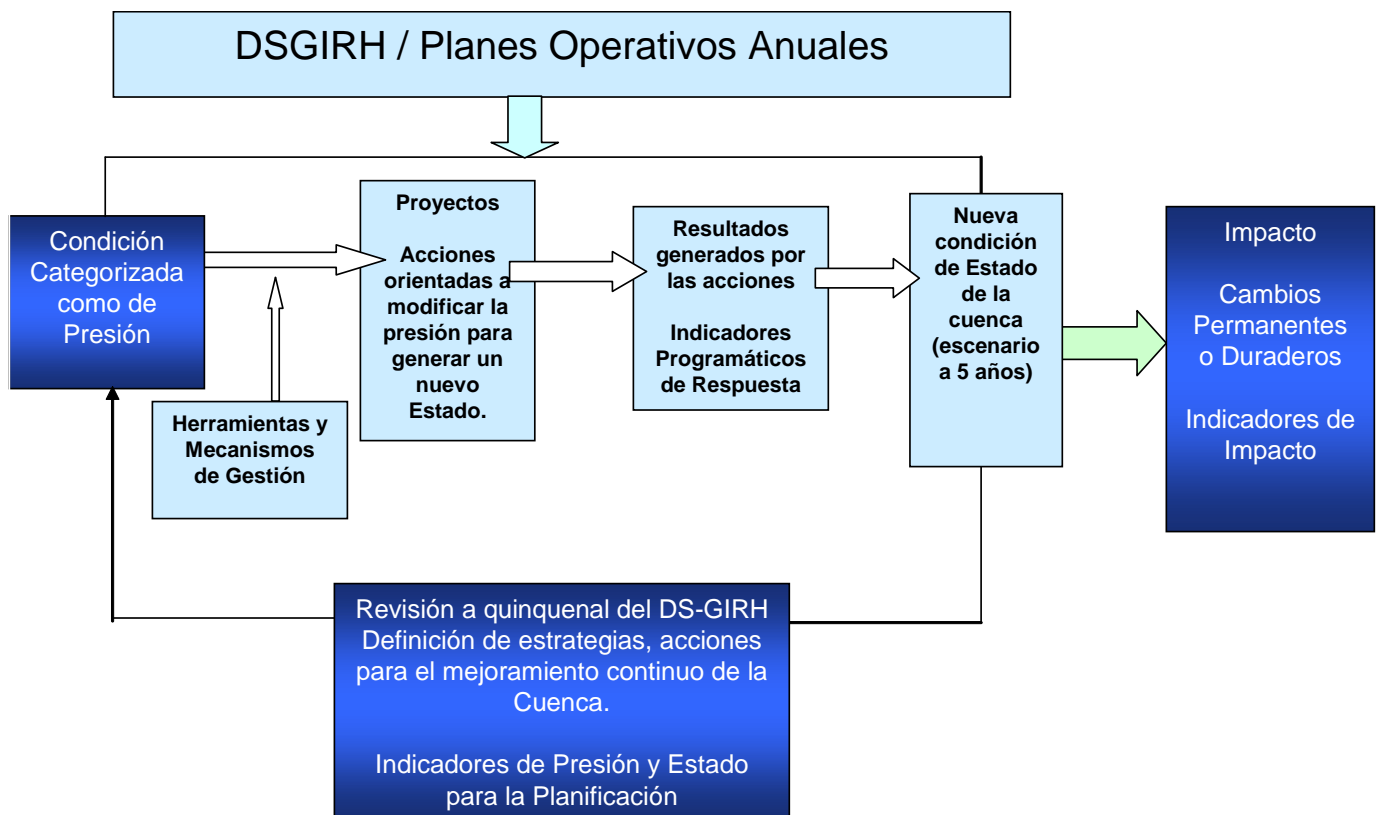 DSGIRH / Planes Operativos Anuales
Condición
Categorizada
como de
Presión
Herramientas y
Mecanismos
de Gestión
Proyectos
Acciones
orientadas a
modificar la
presión para
generar un
nuevo
Estado.
Resultados
generados por
las acciones
Indicadores
Programáticos
de Respuesta
Nueva
condición
de Estado
de la
cuenca
(escenario
a 5 años)
Impacto
Cambios
Permanentes
o Duraderos
Indicadores de
Impacto
Revisión a quinquenal del DS-GIRH
Definición de estrategias, acciones
para el mejoramiento continuo de la
Cuenca.
Indicadores de Presión y Estado
para la Planificación